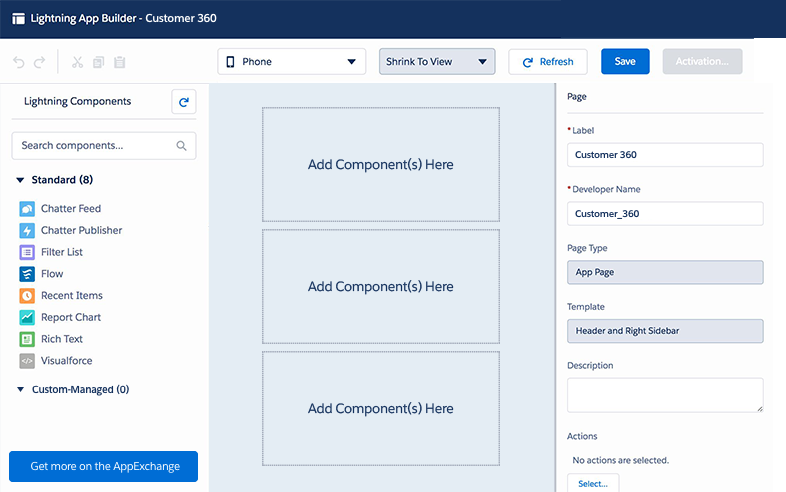 Lightning App Builder - Customer 360
Phone
Shrink To View
Refresh
Save
Activation...
Lightning Components
Search components...
Standard (8)
Chatter Feed
Chatter Publisher
Filter List
Flow
Recent Items
Report Chart
Rich Text
Visualforce
Custom-Managed (0)
Get more on the AppExchange
Add Component(s) Here
Add Component(s) Here
Add Component(s) Here
Page
*Label
Customer 360
*Developer Name
Customer_360
Page Type
App Page
Template
Header and Right Sidebar
Description
Actions
No actions are selected.
Select...